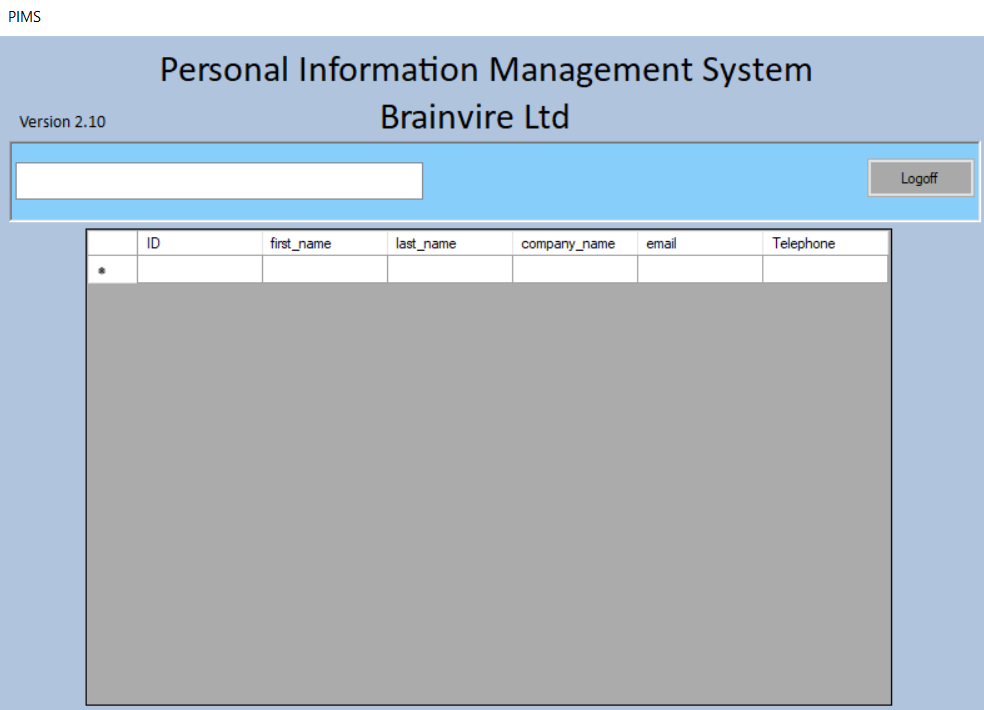 PIMS
Personal Information Management System
Brainvire Ltd
Version 2.10
Logoff
ID first_name last_name company_name email Telephone
*